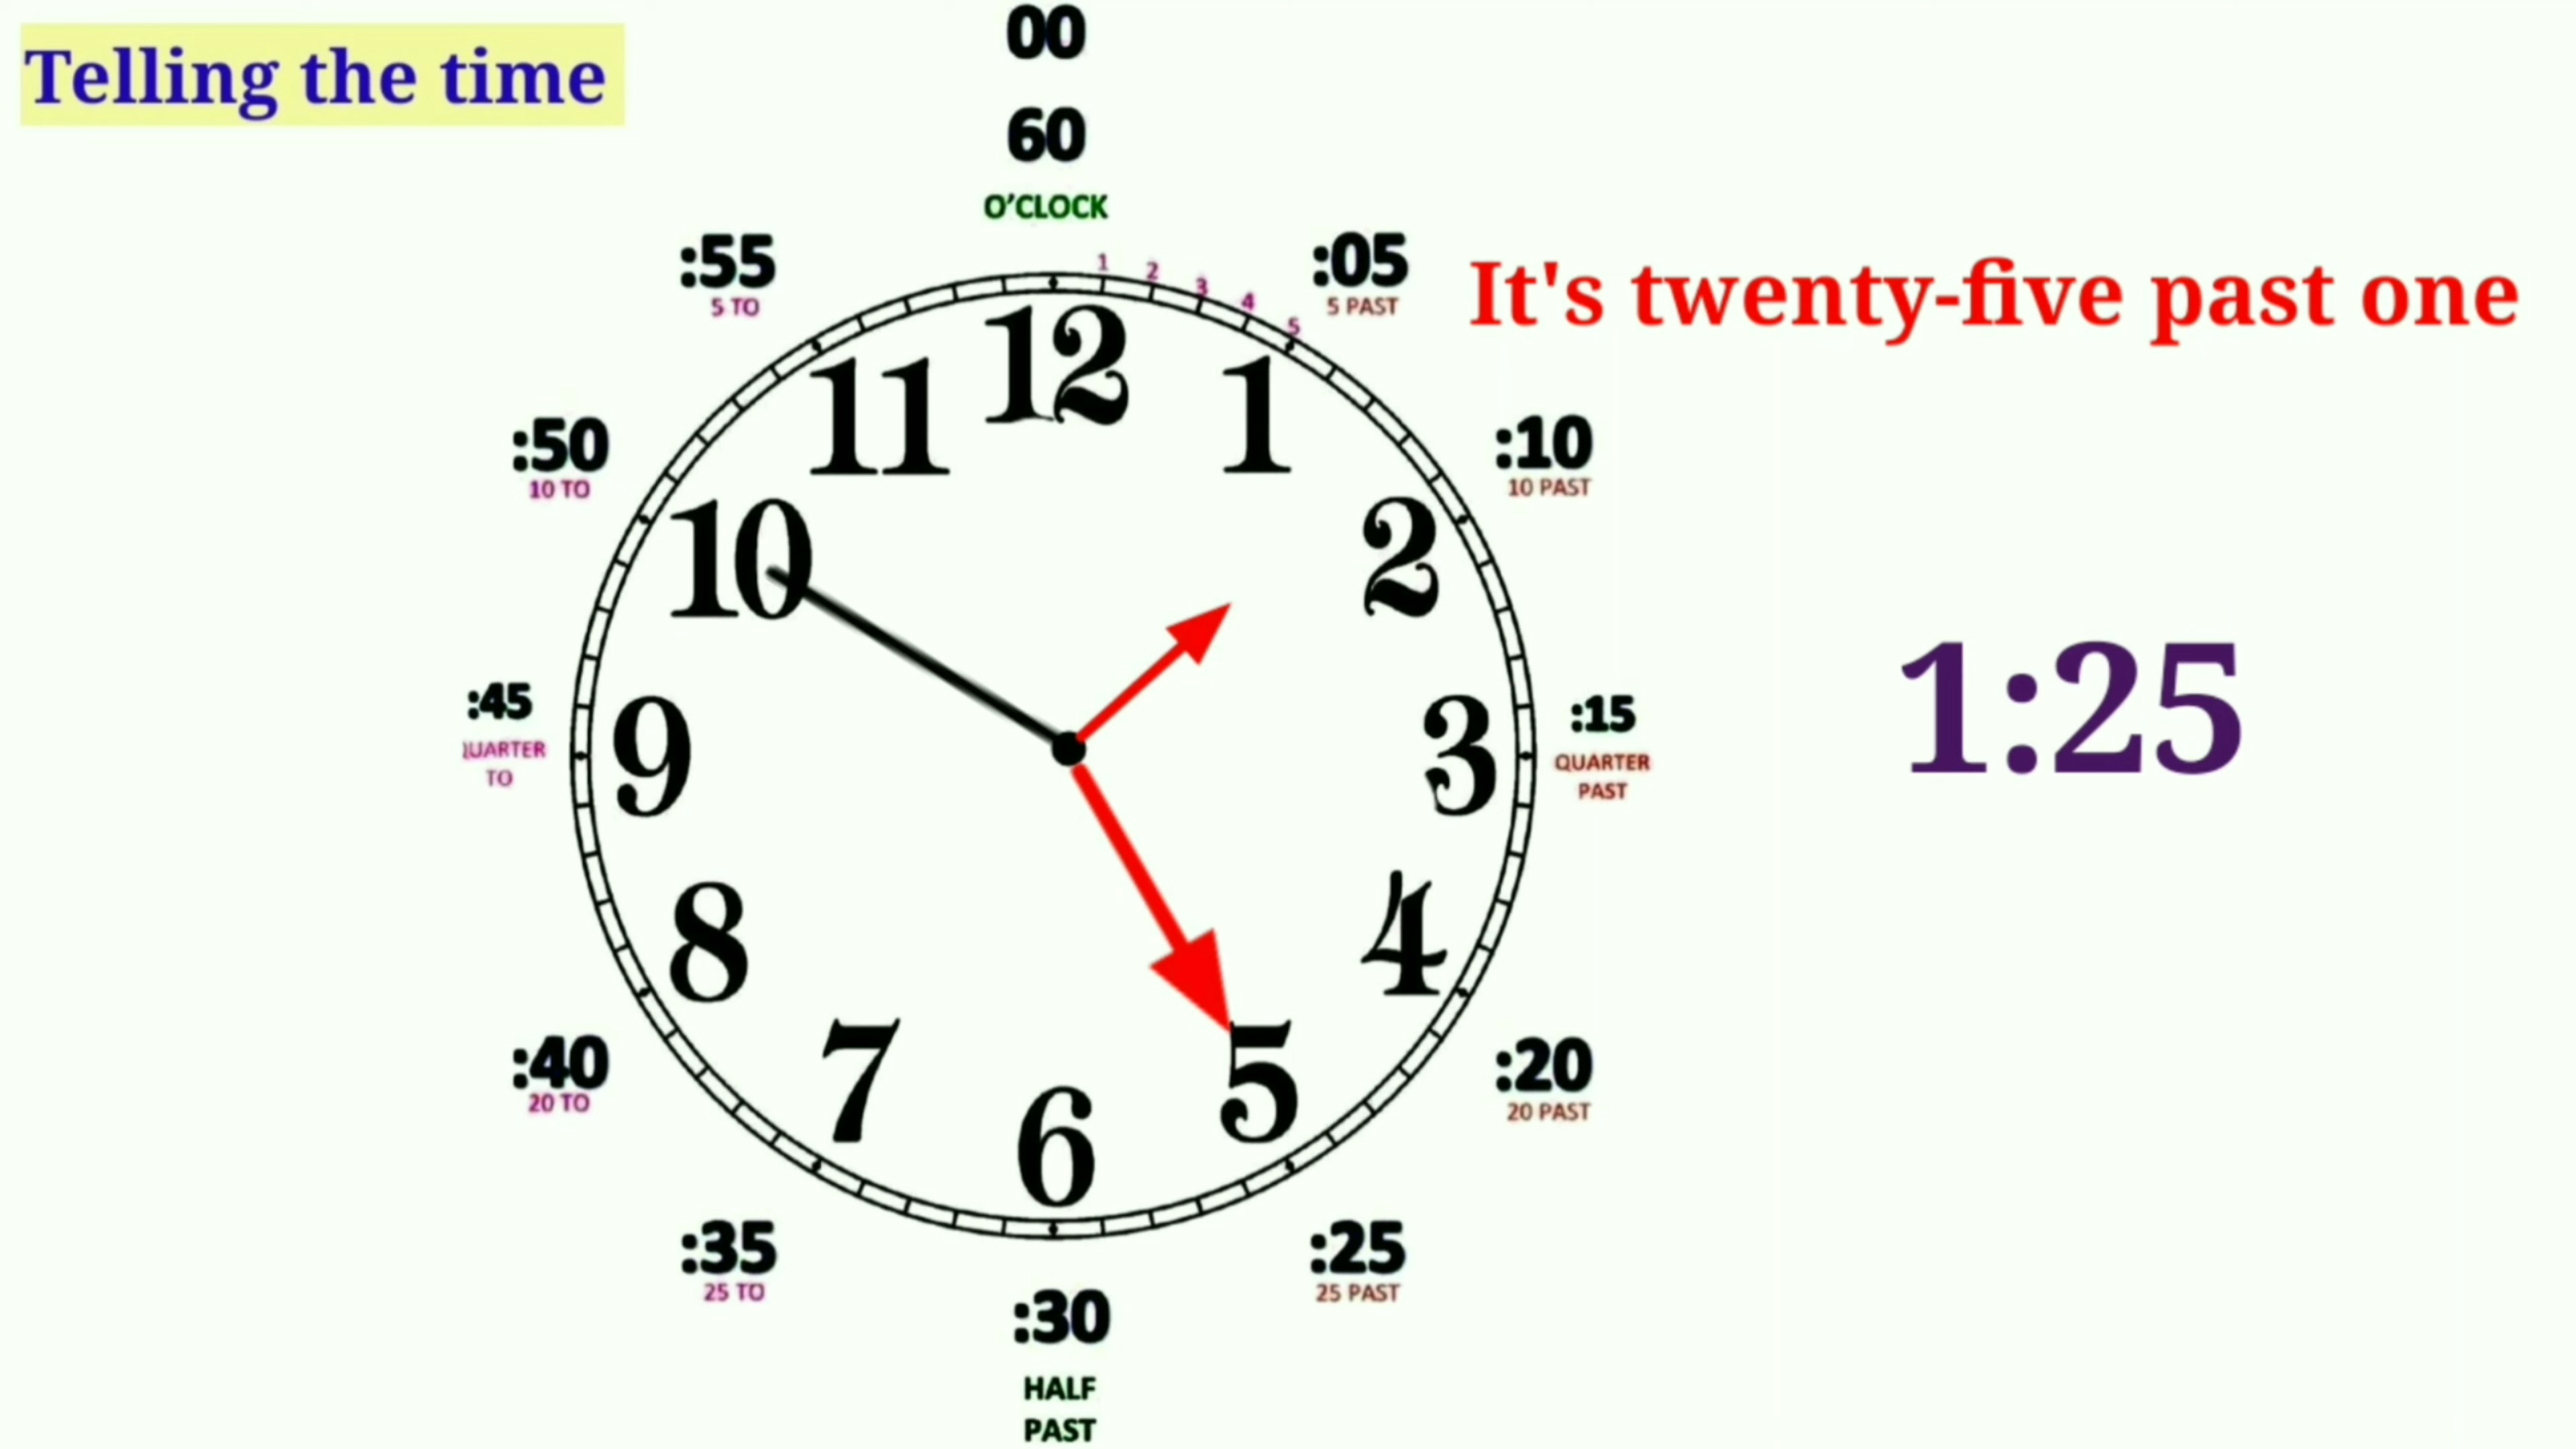 Telling the time
00
60
O'CLOCK
:55
5 TO
1
2
3
4
5
:05
5 PAST
It's twenty-five past one
:50
10 TO
:10
10 PAST
12
11
1
10
2
9
3
8
4
7
5
6
:45
QUARTER
TO
:15
QUARTER
PAST
1:25
:40
20 TO
:20
20 PAST
:35
25 TO
:25
25 PAST
:30
HALF
PAST